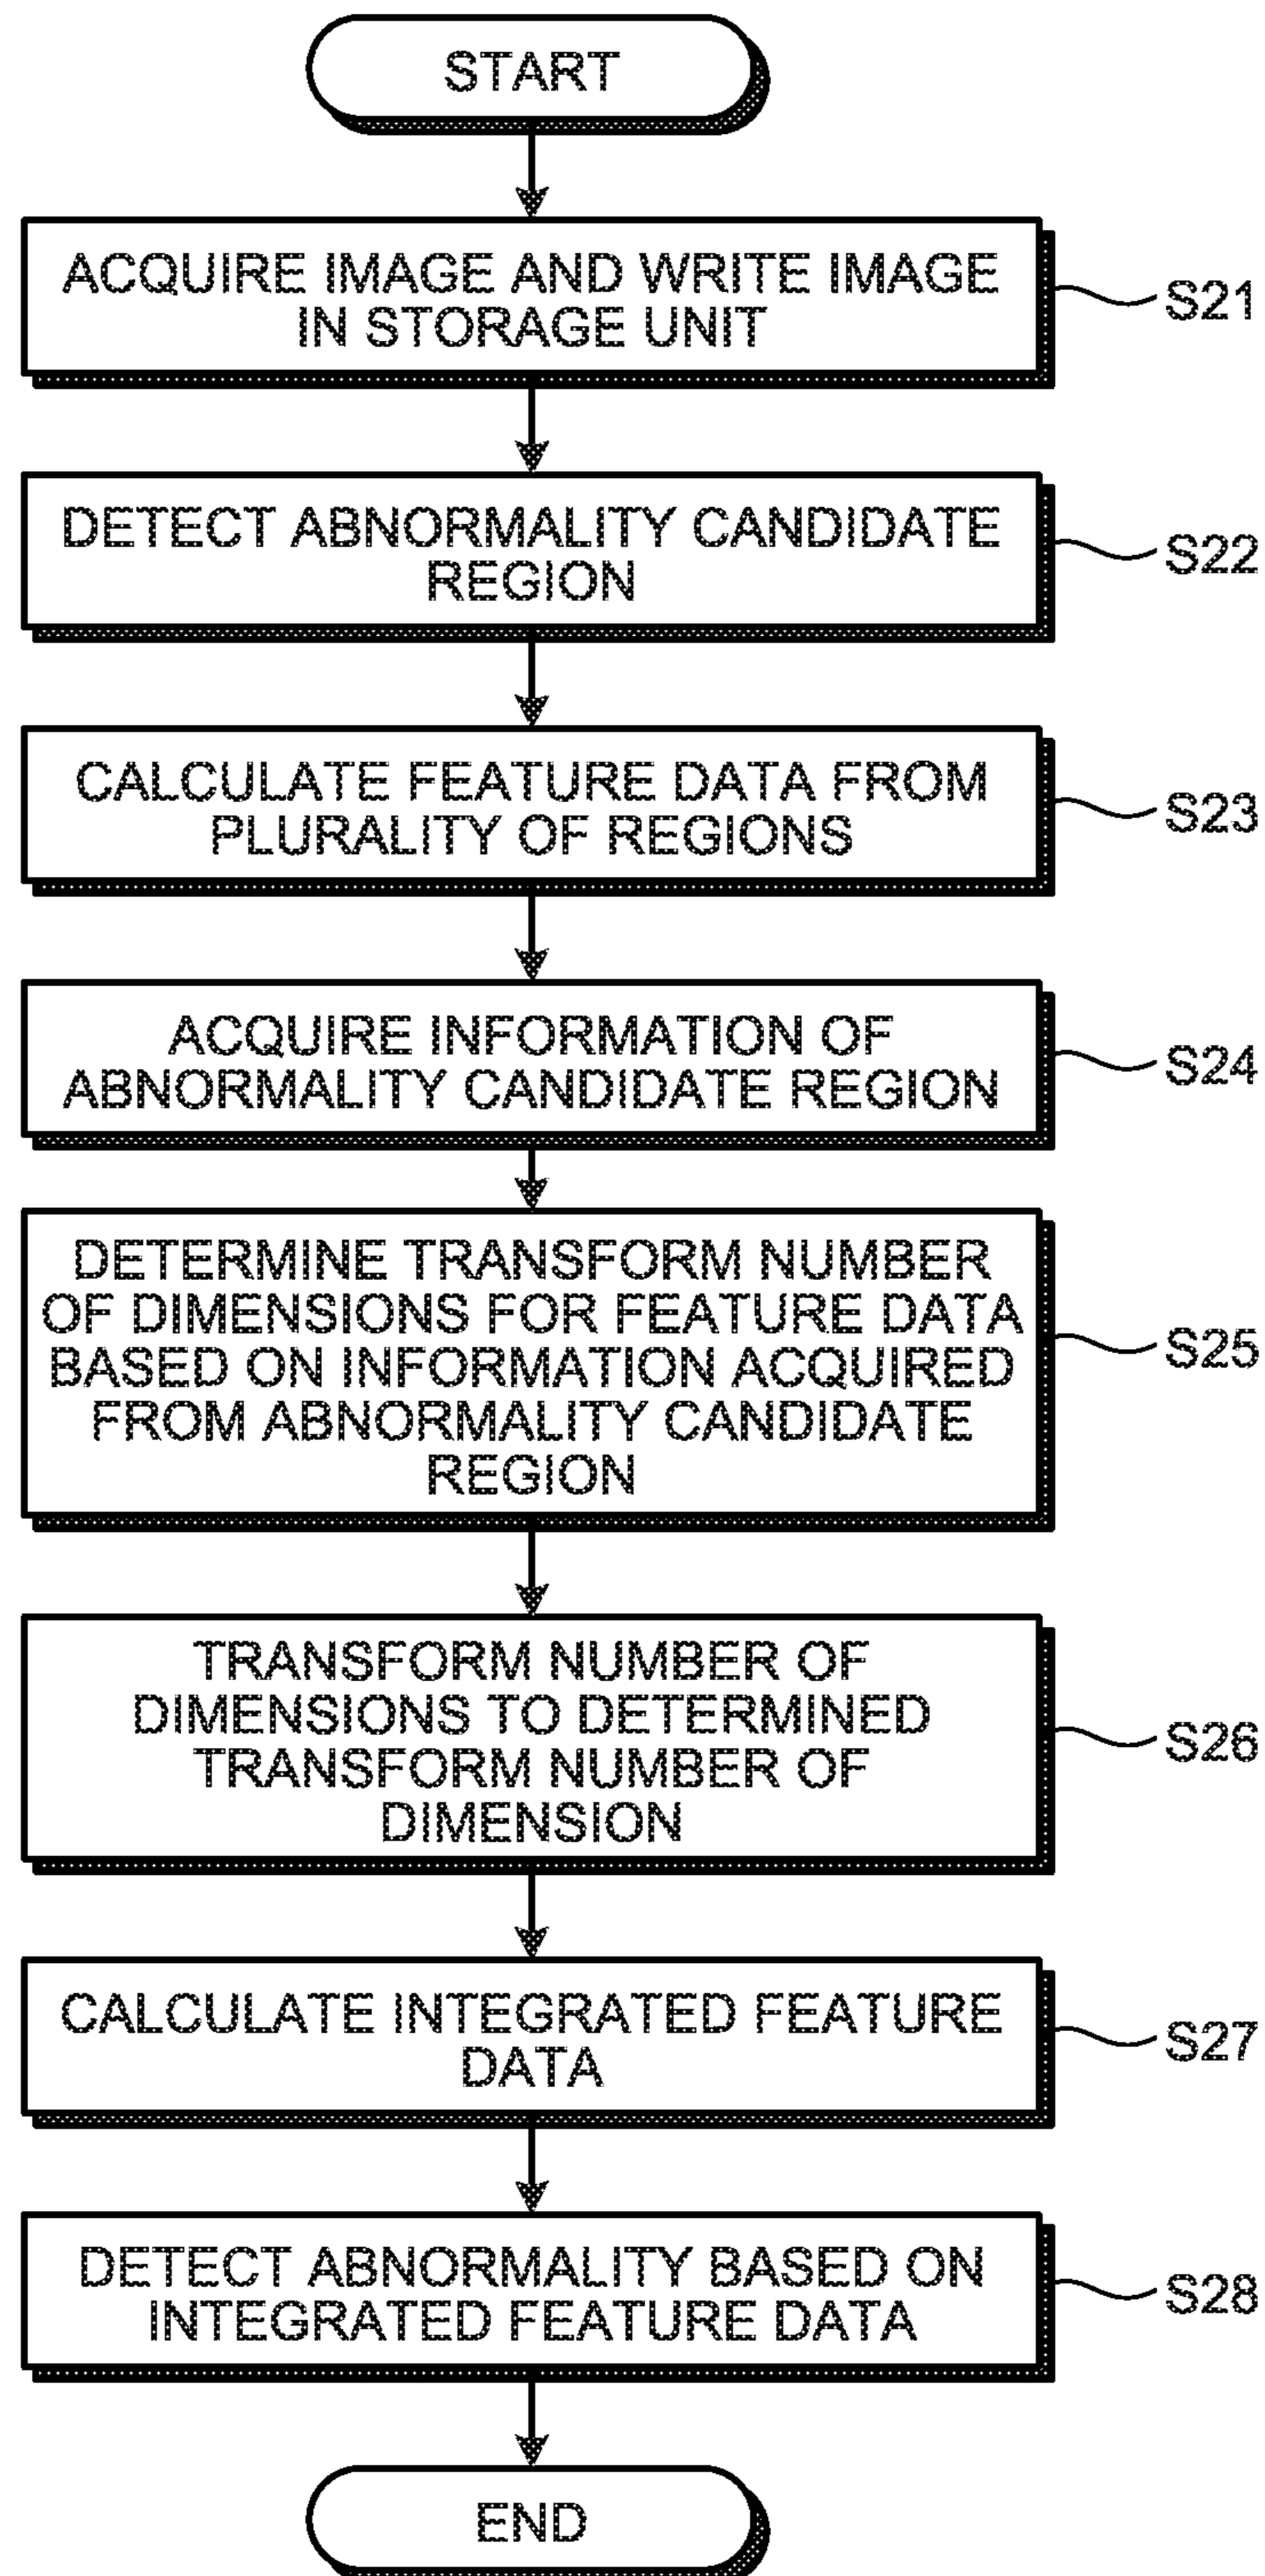 START
ACQUIRE IMAGE AND WRITE IMAGE
IN STORAGE UNIT
S21
DETECT ABNORMALITY CANDIDATE
REGION
S22
CALCULATE FEATURE DATA FROM
PLURALITY OF REGIONS
S23
ACQUIRE INFORMATION OF
ABNORMALITY CANDIDATE REGION
S24
DETERMINE TRANSFORM NUMBER
OF DIMENSIONS FOR FEATURE DATA
BASED ON INFORMATION ACQUIRED
FROM ABNORMALITY CANDIDATE
REGION
S25
TRANSFORM NUMBER OF
DIMENSIONS TO DETERMINED
TRANSFORM NUMBER OF
DIMENSION
S26
CALCULATE INTEGRATED FEATURE
DATA
S27
DETECT ABNORMALITY BASED ON
INTEGRATED FEATURE DATA
S28
END